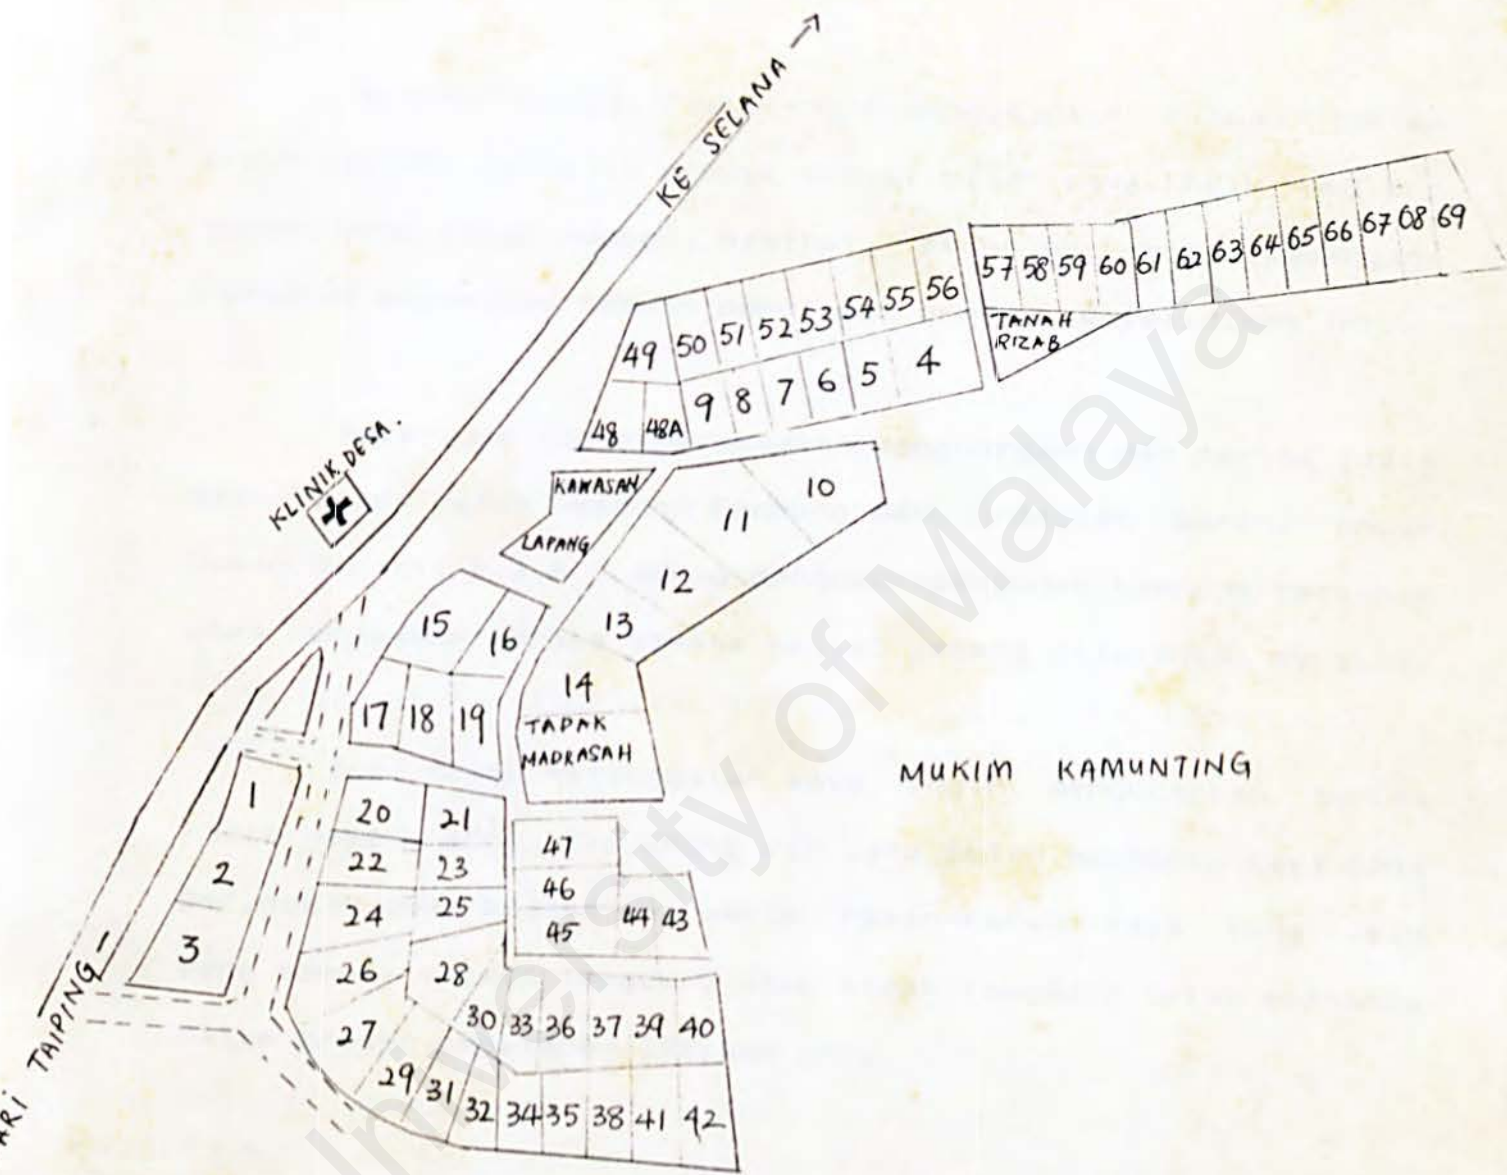 KE SELANA
KLINIK DESA.
57 58 59 60 61 62 63 64 65 66 67 68 69
TANAH
RIZAB
49 50 51 52 53 54 55 56
48 48A 9 8 7 6 5 4
KAWASAN
LAPANG
10
11
12
13
14
TAPAK
MADRASAH
15 16
17 18 19
MUKIM KAMUNTING
1
2
3
20 21
22 23
24 25
26 28
27
47
46
45 44 43
30 33 36 37 39 40
29 31 32 34 35 38 41 42
ARI TAIPING
University of Malaya